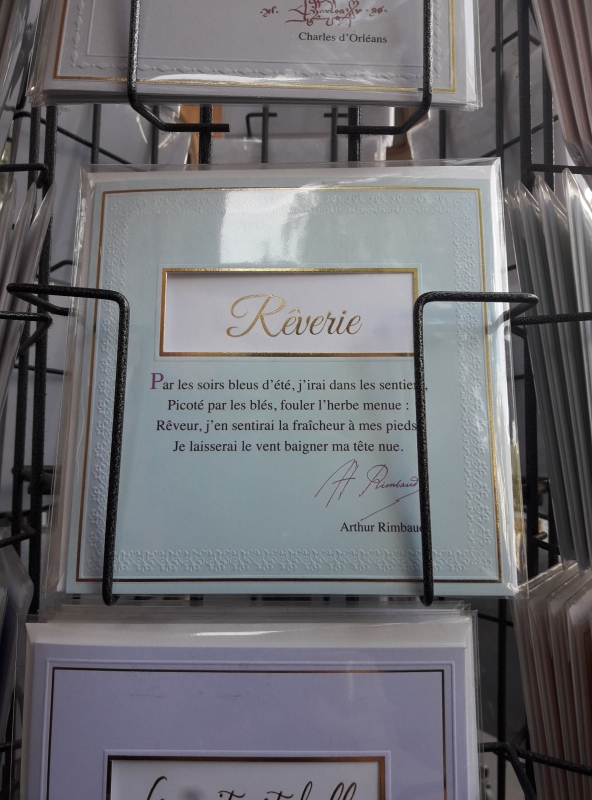 Charles d'Orléans
Rêverie
Par les soirs bleus d'été, j'irai dans les sentiers,
Picoté par les blés, fouler l'herbe menue :
Rêveur, j'en sentirai la fraîcheur à mes pieds.
Je laisserai le vent baigner ma tête nue.
A Rimbaud
Arthur Rimbaud